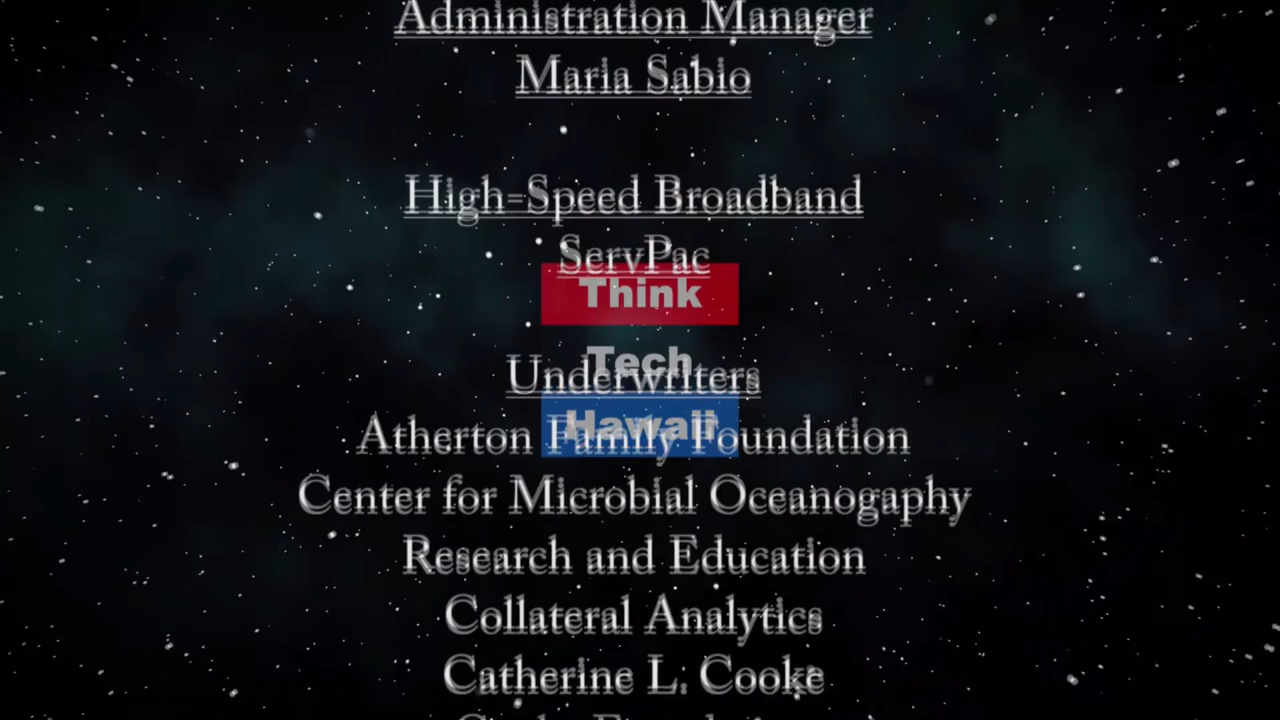 Administration Manager
Maria Sabio
High-Speed Broadband
ServPac
Think
Tech
Underwriters
Hawaii
Atherton Family Foundation
Center for Microbial Oceanogaphy
Research and Education
Collateral Analytics
Catherine L. Cooke